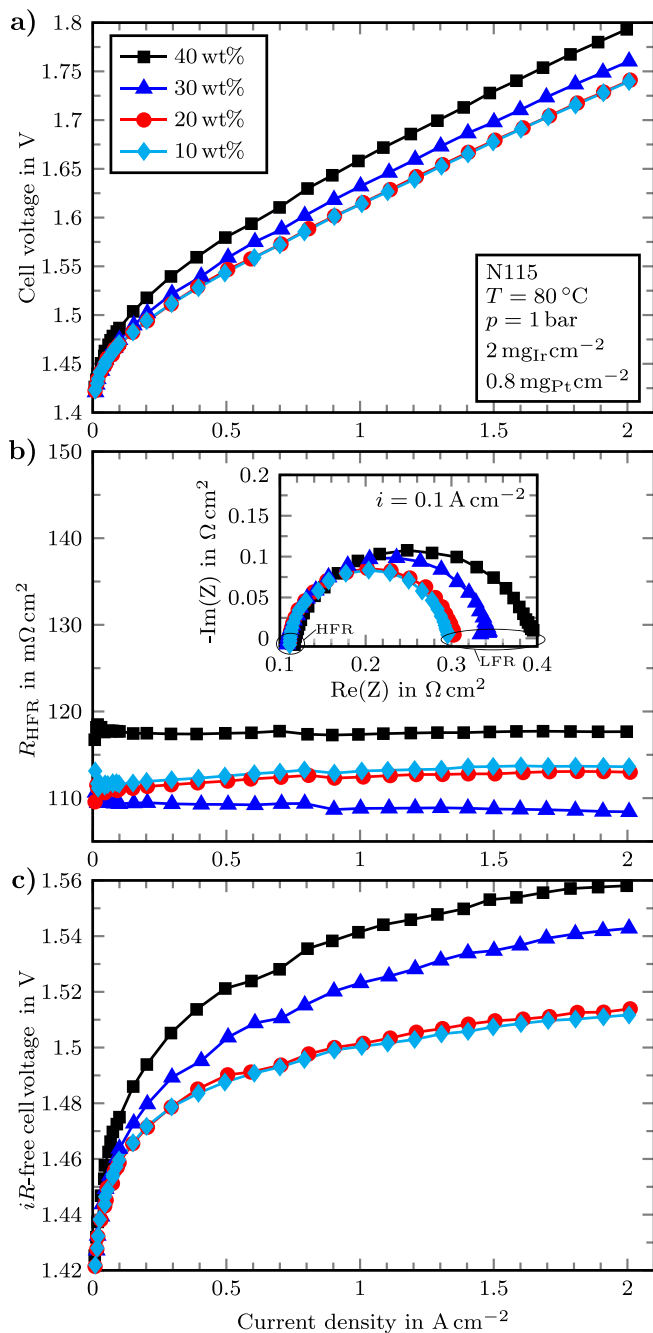 a)
1.8
1.75
1.7
1.65
1.6
1.55
1.5
1.45
1.4
Cell voltage in V
40 wt%
30 wt%
20 wt%
10 wt%
N115
T = 80 °C
p = 1 bar
2 mg_Ir cm⁻²
0.8 mg_Pt cm⁻²
0 0.5 1 1.5 2
b)
150
140
130
120
110
R_HFR in mΩ cm²
i = 0.1 A cm⁻²
0.2
0.15
0.1
0.05
0
-Im(Z) in Ω cm²
HFR
LFR
0.1 0.2 0.3 0.4
Re(Z) in Ω cm²
0 0.5 1 1.5 2
c)
1.56
1.54
1.52
1.5
1.48
1.46
1.44
1.42
iR-free cell voltage in V
0 0.5 1 1.5 2
Current density in A cm⁻²